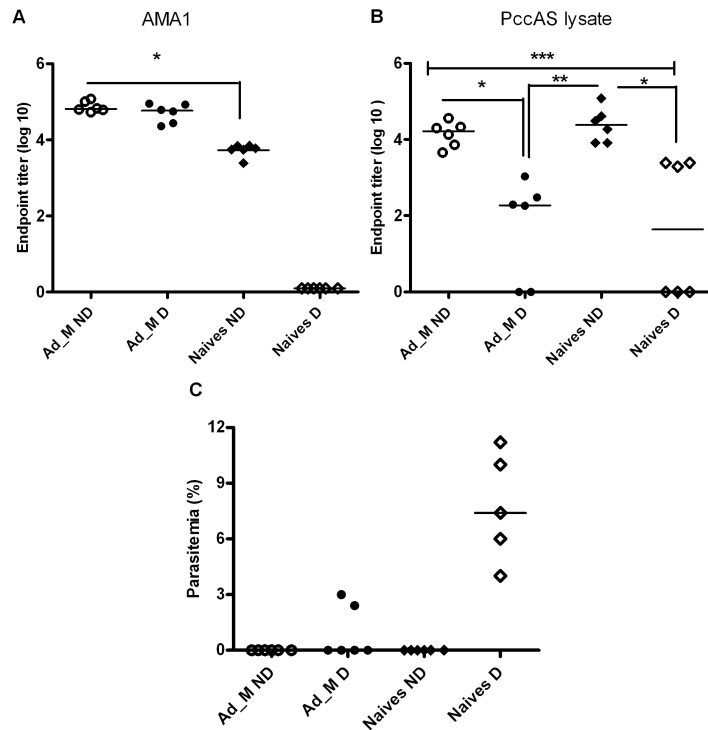 A
AMA1
Endpoint titer (log 10)
6
4
2
0
*
Ad_M ND
Ad_M D
Naives ND
Naives D
B
PccAS lysate
Endpoint titer (log 10 )
6
4
2
0
***
*
**
*
Ad_M ND
Ad_M D
Naives ND
Naives D
C
Parasitemia (%)
12
9
6
3
0
Ad_M ND
Ad_M D
Naives ND
Naives D